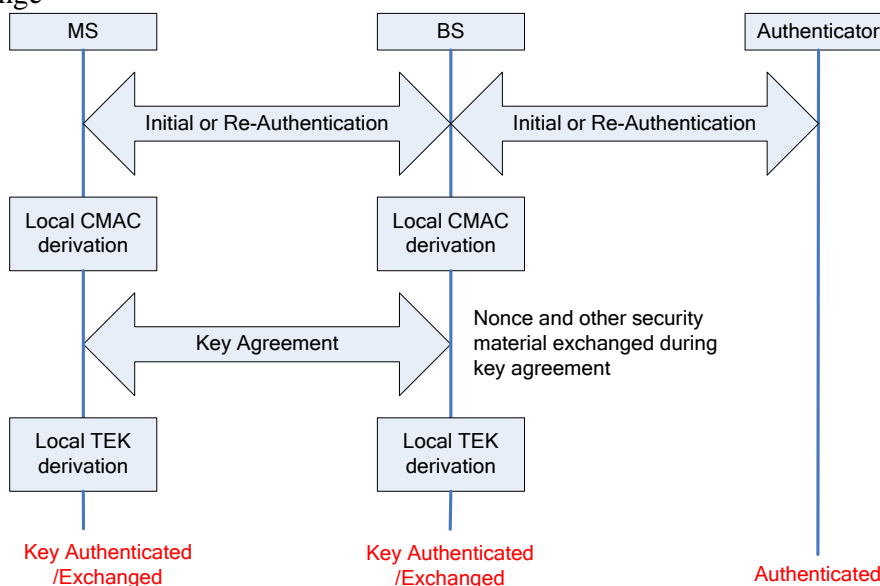 nge
MS
BS
Authenticator
Initial or Re-Authentication
Initial or Re-Authentication
Local CMAC
derivation
Local CMAC
derivation
Key Agreement
Nonce and other security
material exchanged during
key agreement
Local TEK
derivation
Local TEK
derivation
Key Authenticated
/Exchanged
Key Authenticated
/Exchanged
Authenticated